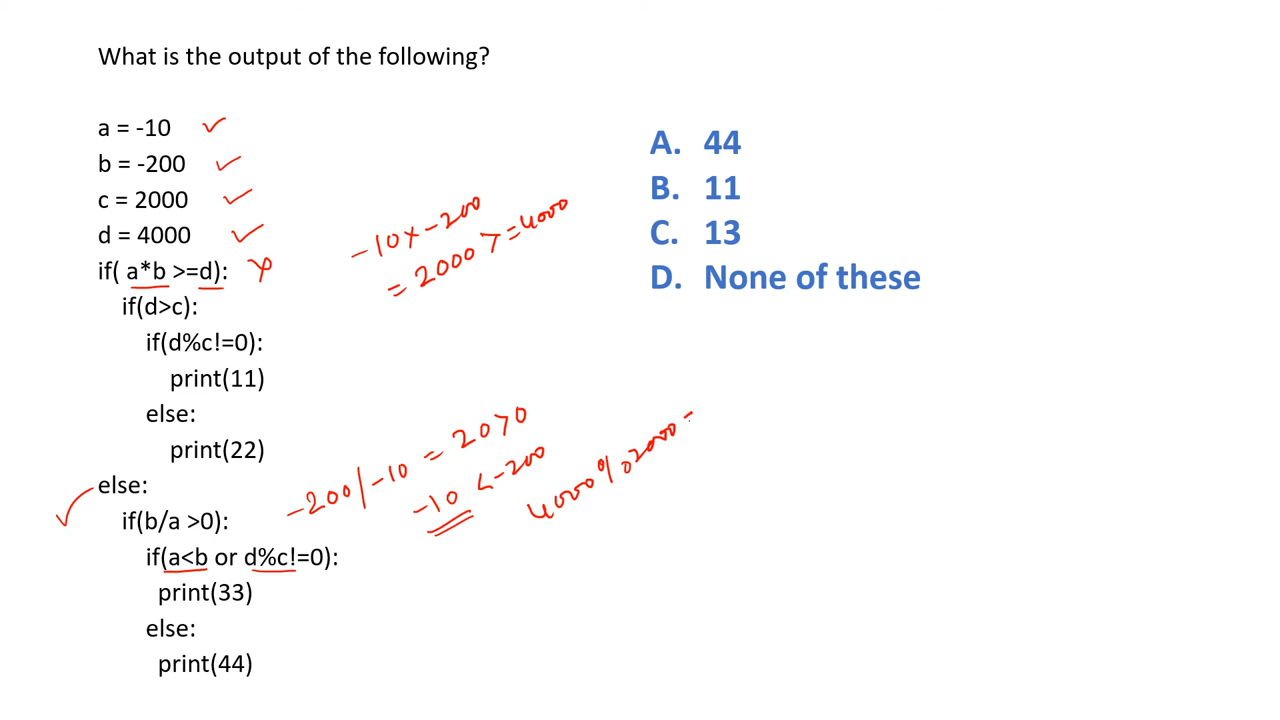 What is the output of the following?
a = -10
b = -200
c = 2000
d = 4000
if( a*b >=d):
if(d>c):
if(d%c!=0):
print(11)
else:
print(22)
else:
if(b/a >0):
if(a<b or d%c!=0):
print(33)
else:
print(44)
-10x-200
= 2000 >=4000
-200/-10 = 20>0
-10 <-200
4000%2000=
A. 44
B. 11
C. 13
D. None of these